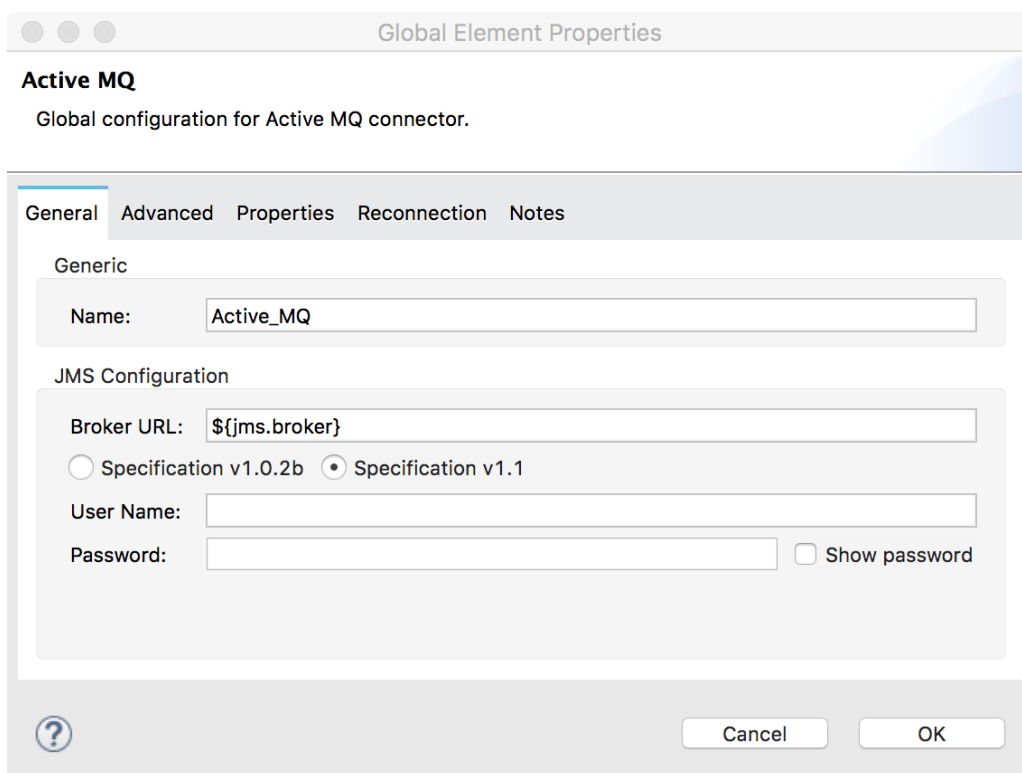 Global Element Properties
Active MQ
Global configuration for Active MQ connector.
General Advanced Properties Reconnection Notes
Generic
Name: Active_MQ
JMS Configuration
Broker URL: ${jms.broker}
Specification v1.0.2b Specification v1.1
User Name:
Password: Show password
? Cancel OK